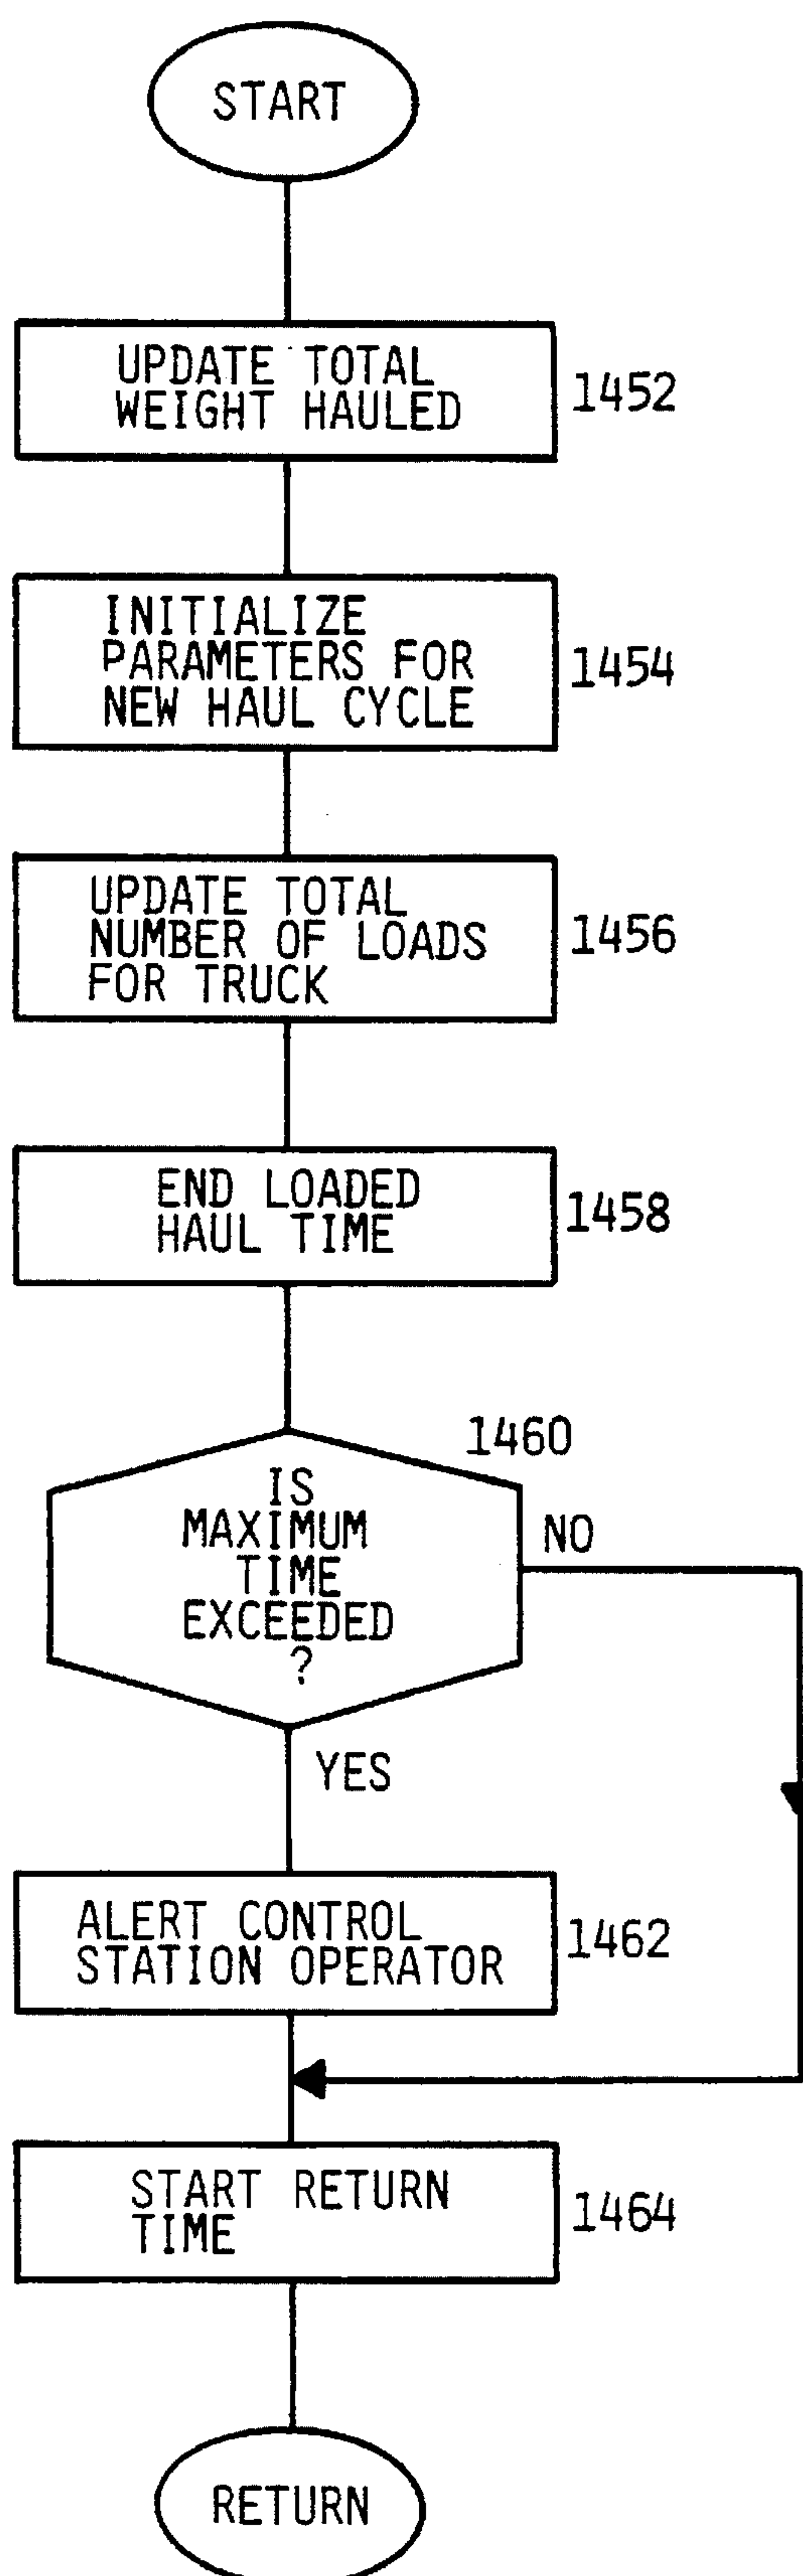 START
UPDATE TOTAL
WEIGHT HAULED
1452
INITIALIZE
PARAMETERS FOR
NEW HAUL CYCLE
1454
UPDATE TOTAL
NUMBER OF LOADS
FOR TRUCK
1456
END LOADED
HAUL TIME
1458
1460
IS
MAXIMUM
TIME
EXCEEDED
?
NO
YES
ALERT CONTROL
STATION OPERATOR
1462
START RETURN
TIME
1464
RETURN